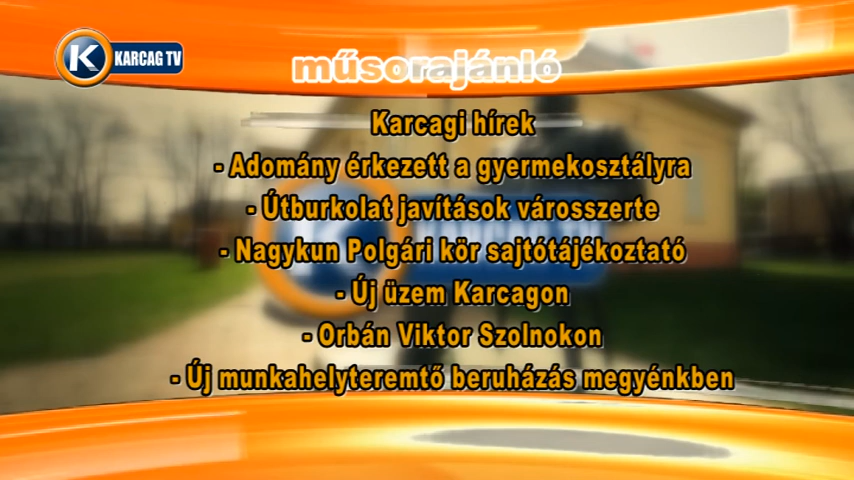 K KARCAG TV
műsorajánló
Karcagi hírek
- Adomány érkezett a gyermekosztályra
- Útburkolat javítások városszerte
- Nagykun Polgári kör sajtótájékoztató
- Új üzem Karcagon
- Orbán Viktor Szolnokon
- Új munkahelyteremtő beruházás megyénkben